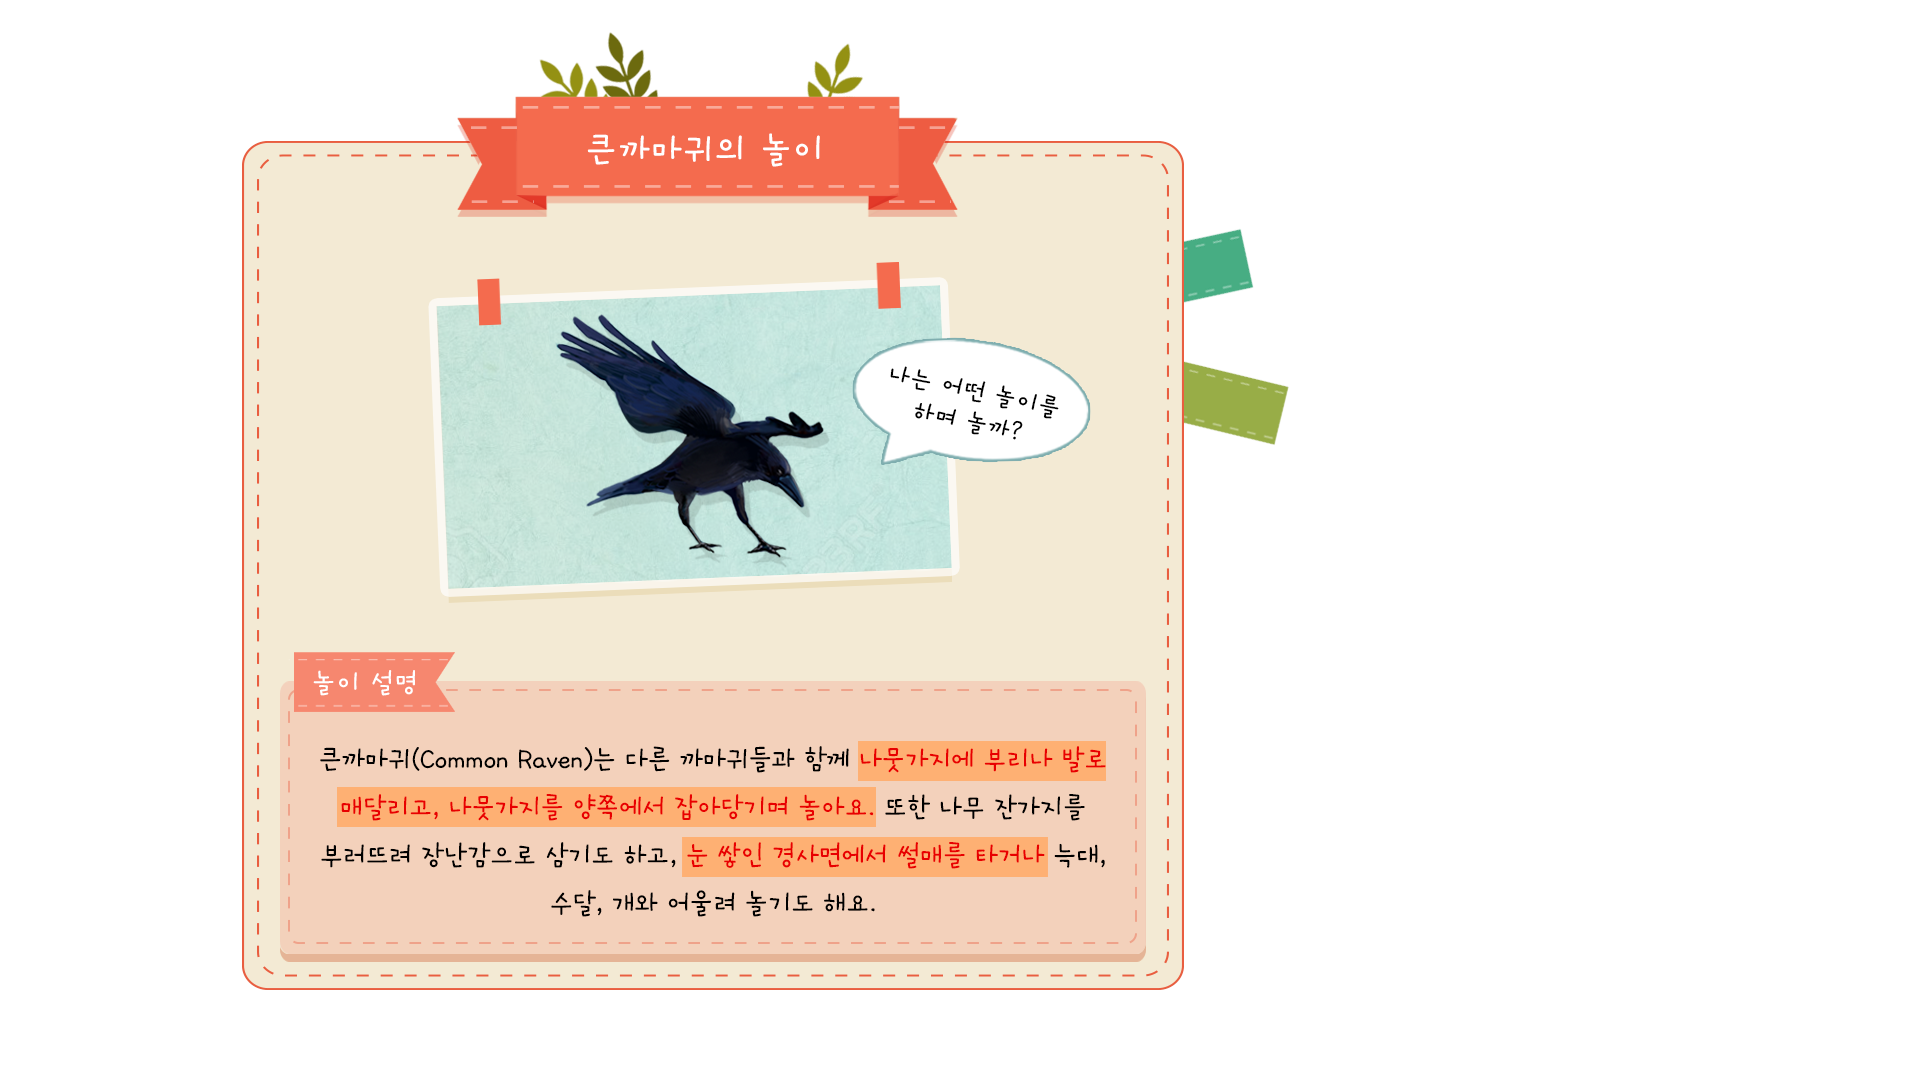 큰까마귀의 놀이
나는 어떤 놀이를
하며 놀까?
놀이 설명
큰까마귀(Common Raven)는 다른 까마귀들과 함께 나뭇가지에 부리나 발로
매달리고, 나뭇가지를 양쪽에서 잡아당기며 놀아요. 또한 나무 잔가지를
부러뜨려 장난감으로 삼기도 하고, 눈 쌓인 경사면에서 썰매를 타거나 늑대,
수달, 개와 어울려 놀기도 해요.